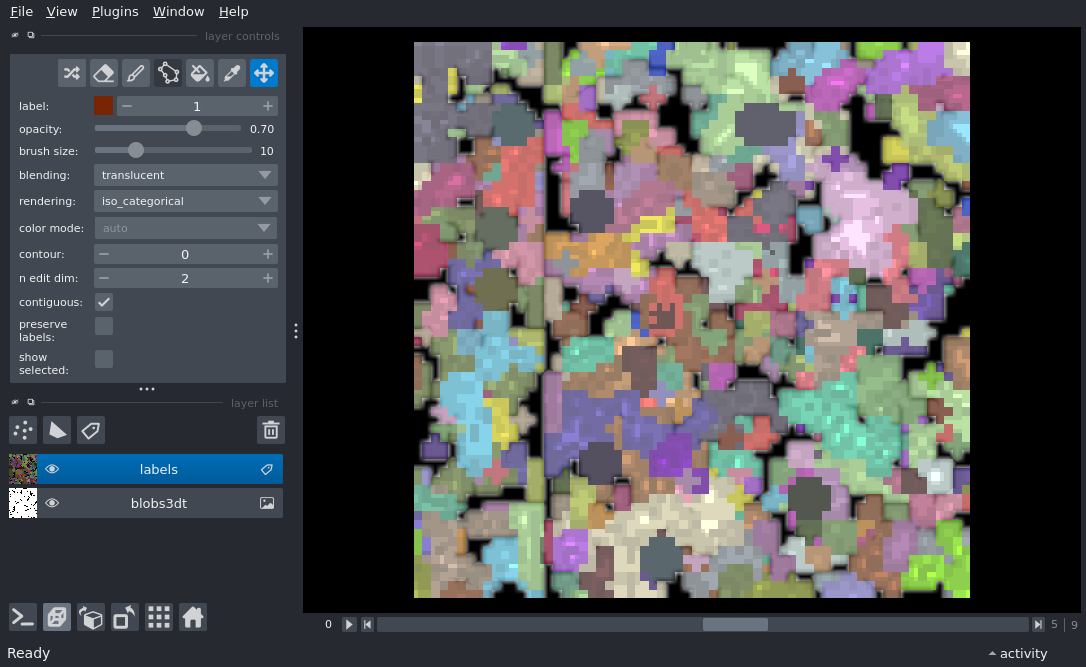 File View Plugins Window Help
layer controls
label: 1
opacity: 0.70
brush size: 10
blending: translucent
rendering: iso_categorical
color mode: auto
contour: 0
n edit dim: 2
contiguous:
preserve
labels:
show
selected:
layer list
labels
blobs3dt
0 5 | 9
Ready activity